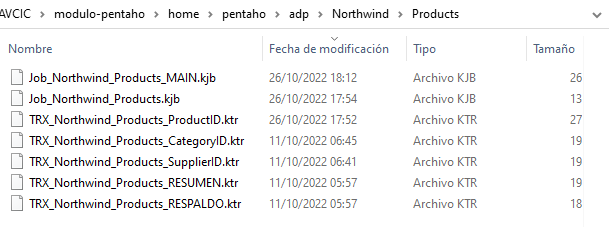 AVCIC > modulo-pentaho > home > pentaho > adp > Northwind > Products
Nombre Fecha de modificación Tipo Tamaño
Job_Northwind_Products_MAIN.kjb 26/10/2022 18:12 Archivo KJB 26
Job_Northwind_Products.kjb 26/10/2022 17:54 Archivo KJB 13
TRX_Northwind_Products_ProductID.ktr 26/10/2022 17:52 Archivo KTR 27
TRX_Northwind_Products_CategoryID.ktr 11/10/2022 06:45 Archivo KTR 19
TRX_Northwind_Products_SupplierID.ktr 11/10/2022 06:41 Archivo KTR 19
TRX_Northwind_Products_RESUMEN.ktr 11/10/2022 05:57 Archivo KTR 19
TRX_Northwind_Products_RESPALDO.ktr 11/10/2022 05:57 Archivo KTR 18